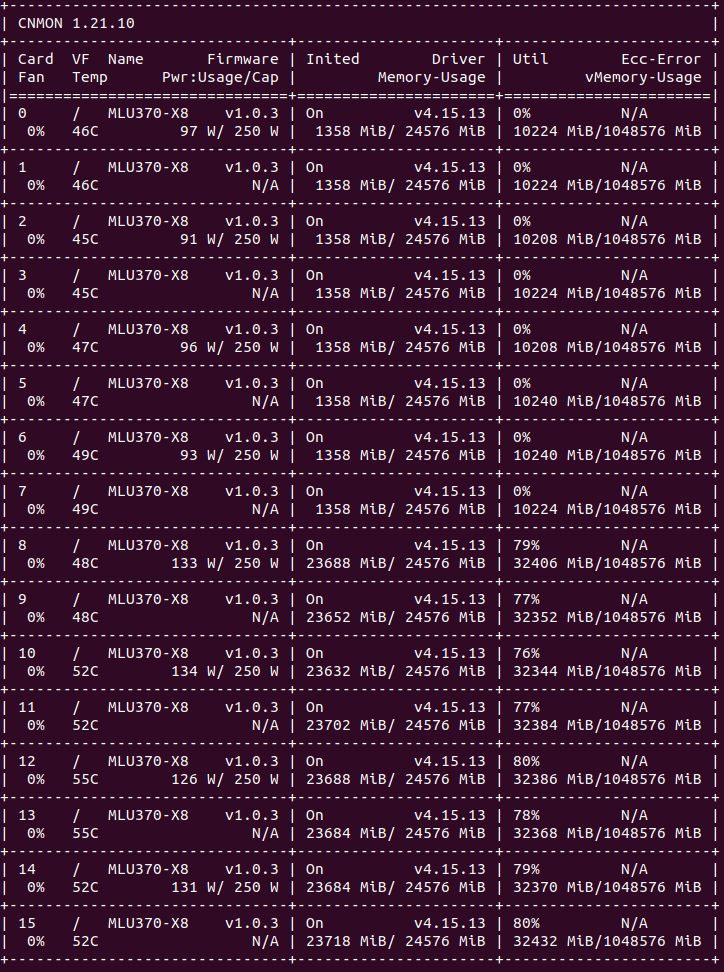 +------------------------------------------------------------------------------+
| CNMON 1.21.10                                                                |
+-------------------------------+----------------------+-----------------------+
| Card  VF  Name       Firmware | Inited        Driver | Util        Ecc-Error |
| Fan   Temp      Pwr:Usage/Cap |         Memory-Usage |         vMemory-Usage |
|===============================+======================+=======================|
| 0     /   MLU370-X8    v1.0.3 | On          v4.15.13 | 0%          N/A       |
|  0%   46C         97 W/ 250 W |  1358 MiB/ 24576 MiB | 10224 MiB/1048576 MiB |
+-------------------------------+----------------------+-----------------------+
| 1     /   MLU370-X8    v1.0.3 | On          v4.15.13 | 0%          N/A       |
|  0%   46C                 N/A |  1358 MiB/ 24576 MiB | 10224 MiB/1048576 MiB |
+-------------------------------+----------------------+-----------------------+
| 2     /   MLU370-X8    v1.0.3 | On          v4.15.13 | 0%          N/A       |
|  0%   45C         91 W/ 250 W |  1358 MiB/ 24576 MiB | 10208 MiB/1048576 MiB |
+-------------------------------+----------------------+-----------------------+
| 3     /   MLU370-X8    v1.0.3 | On          v4.15.13 | 0%          N/A       |
|  0%   45C                 N/A |  1358 MiB/ 24576 MiB | 10224 MiB/1048576 MiB |
+-------------------------------+----------------------+-----------------------+
| 4     /   MLU370-X8    v1.0.3 | On          v4.15.13 | 0%          N/A       |
|  0%   47C         96 W/ 250 W |  1358 MiB/ 24576 MiB | 10208 MiB/1048576 MiB |
+-------------------------------+----------------------+-----------------------+
| 5     /   MLU370-X8    v1.0.3 | On          v4.15.13 | 0%          N/A       |
|  0%   47C                 N/A |  1358 MiB/ 24576 MiB | 10240 MiB/1048576 MiB |
+-------------------------------+----------------------+-----------------------+
| 6     /   MLU370-X8    v1.0.3 | On          v4.15.13 | 0%          N/A       |
|  0%   49C         93 W/ 250 W |  1358 MiB/ 24576 MiB | 10240 MiB/1048576 MiB |
+-------------------------------+----------------------+-----------------------+
| 7     /   MLU370-X8    v1.0.3 | On          v4.15.13 | 0%          N/A       |
|  0%   49C                 N/A |  1358 MiB/ 24576 MiB | 10224 MiB/1048576 MiB |
+-------------------------------+----------------------+-----------------------+
| 8     /   MLU370-X8    v1.0.3 | On          v4.15.13 | 79%         N/A       |
|  0%   48C        133 W/ 250 W | 23688 MiB/ 24576 MiB | 32406 MiB/1048576 MiB |
+-------------------------------+----------------------+-----------------------+
| 9     /   MLU370-X8    v1.0.3 | On          v4.15.13 | 77%         N/A       |
|  0%   48C                 N/A | 23652 MiB/ 24576 MiB | 32352 MiB/1048576 MiB |
+-------------------------------+----------------------+-----------------------+
| 10    /   MLU370-X8    v1.0.3 | On          v4.15.13 | 76%         N/A       |
|  0%   52C        134 W/ 250 W | 23632 MiB/ 24576 MiB | 32344 MiB/1048576 MiB |
+-------------------------------+----------------------+-----------------------+
| 11    /   MLU370-X8    v1.0.3 | On          v4.15.13 | 77%         N/A       |
|  0%   52C                 N/A | 23702 MiB/ 24576 MiB | 32384 MiB/1048576 MiB |
+-------------------------------+----------------------+-----------------------+
| 12    /   MLU370-X8    v1.0.3 | On          v4.15.13 | 80%         N/A       |
|  0%   55C        126 W/ 250 W | 23688 MiB/ 24576 MiB | 32386 MiB/1048576 MiB |
+-------------------------------+----------------------+-----------------------+
| 13    /   MLU370-X8    v1.0.3 | On          v4.15.13 | 78%         N/A       |
|  0%   55C                 N/A | 23684 MiB/ 24576 MiB | 32368 MiB/1048576 MiB |
+-------------------------------+----------------------+-----------------------+
| 14    /   MLU370-X8    v1.0.3 | On          v4.15.13 | 79%         N/A       |
|  0%   52C        131 W/ 250 W | 23684 MiB/ 24576 MiB | 32370 MiB/1048576 MiB |
+-------------------------------+----------------------+-----------------------+
| 15    /   MLU370-X8    v1.0.3 | On          v4.15.13 | 80%         N/A       |
|  0%   52C                 N/A | 23718 MiB/ 24576 MiB | 32432 MiB/1048576 MiB |
+-------------------------------+----------------------+-----------------------+